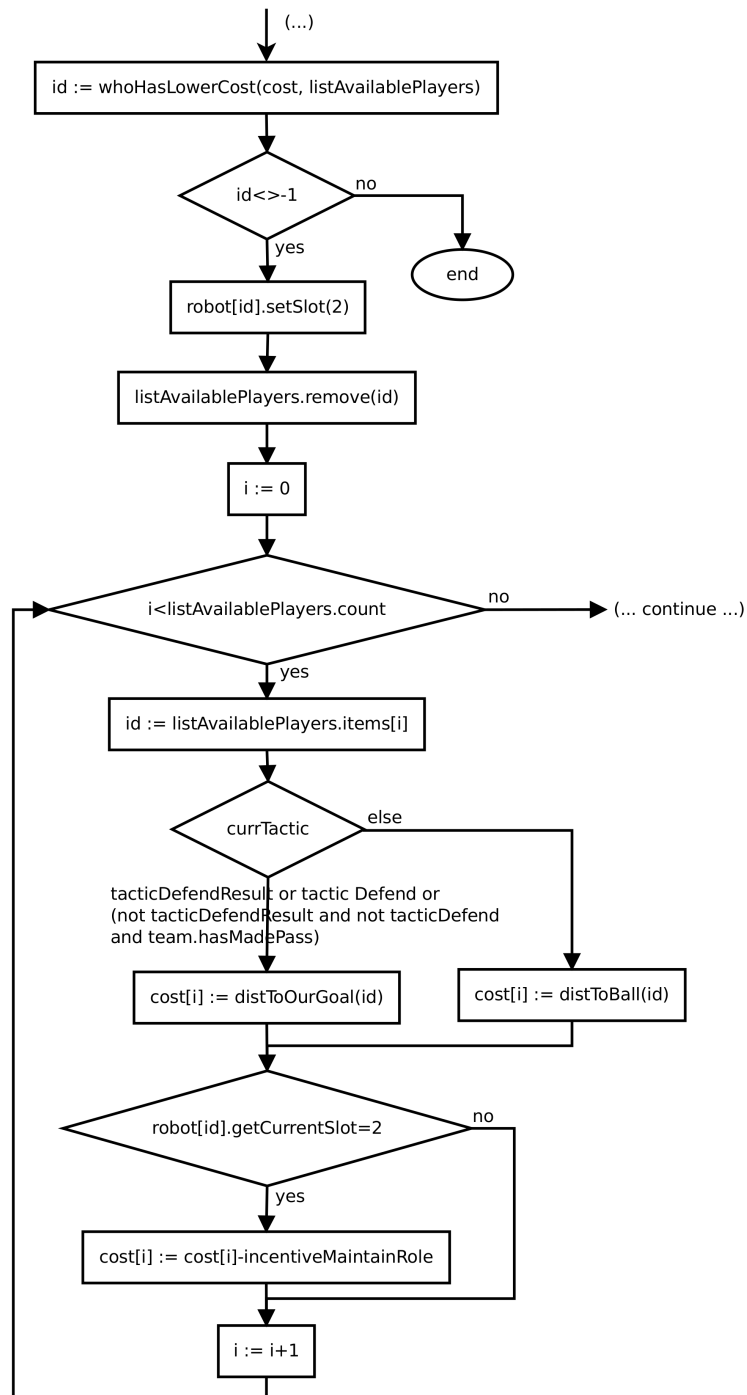 (...)
id := whoHasLowerCost(cost, listAvailablePlayers)
id<>-1
no
yes
end
robot[id].setSlot(2)
listAvailablePlayers.remove(id)
i := 0
i<listAvailablePlayers.count
no
(... continue ...)
yes
id := listAvailablePlayers.items[i]
currTactic
else
tacticDefendResult or tactic Defend or
(not tacticDefendResult and not tacticDefend
and team.hasMadePass)
cost[i] := distToOurGoal(id)
cost[i] := distToBall(id)
robot[id].getCurrentSlot=2
no
yes
cost[i] := cost[i]-incentiveMaintainRole
i := i+1